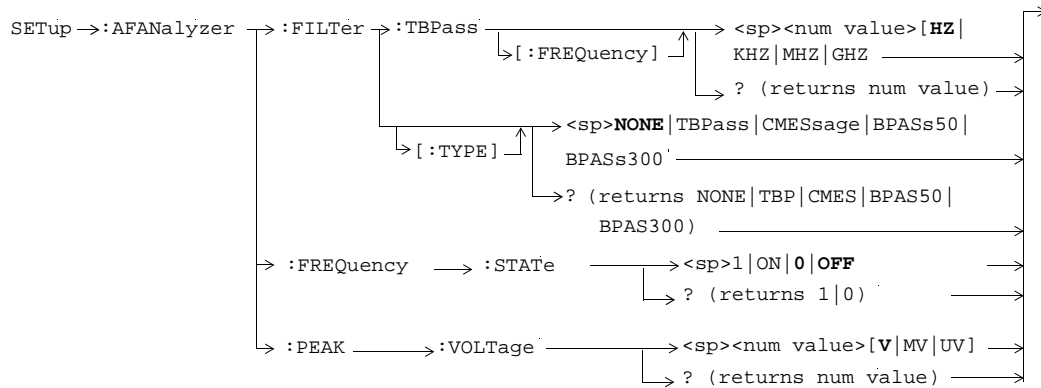 SETup :AFANalyzer :FILTer :TBPass <sp><num value>[HZ|
[:FREQuency] KHZ|MHZ|GHZ
? (returns num value)
<sp>NONE|TBPass|CMESsage|BPASs50|
[:TYPE] BPASs300
? (returns NONE|TBP|CMES|BPAS50|
BPAS300)
:FREQuency :STATe <sp>1|ON|0|OFF
? (returns 1|0)
:PEAK :VOLTage <sp><num value>[V|MV|UV]
? (returns num value)